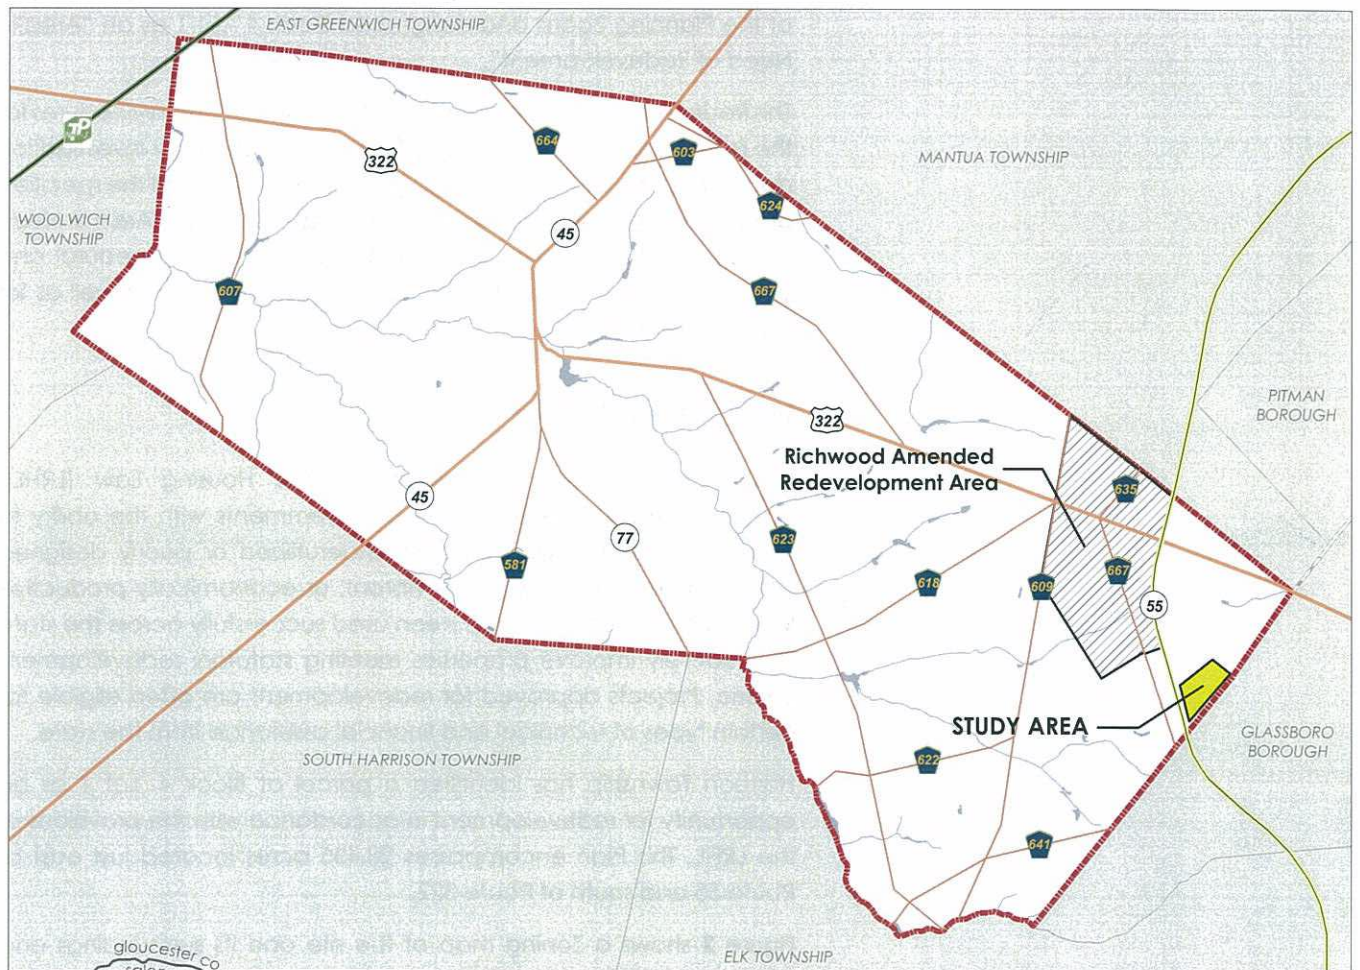 EAST GREENWICH TOWNSHIP
TP
664
603
MANTUA TOWNSHIP
322
624
WOOLWICH
TOWNSHIP
45
607
667
PITMAN
BOROUGH
322
Richwood Amended
Redevelopment Area
635
45
77
623
581
618
609
667
55
STUDY AREA
GLASSBORO
BOROUGH
SOUTH HARRISON TOWNSHIP
622
641
gloucester co
ELK TOWNSHIP